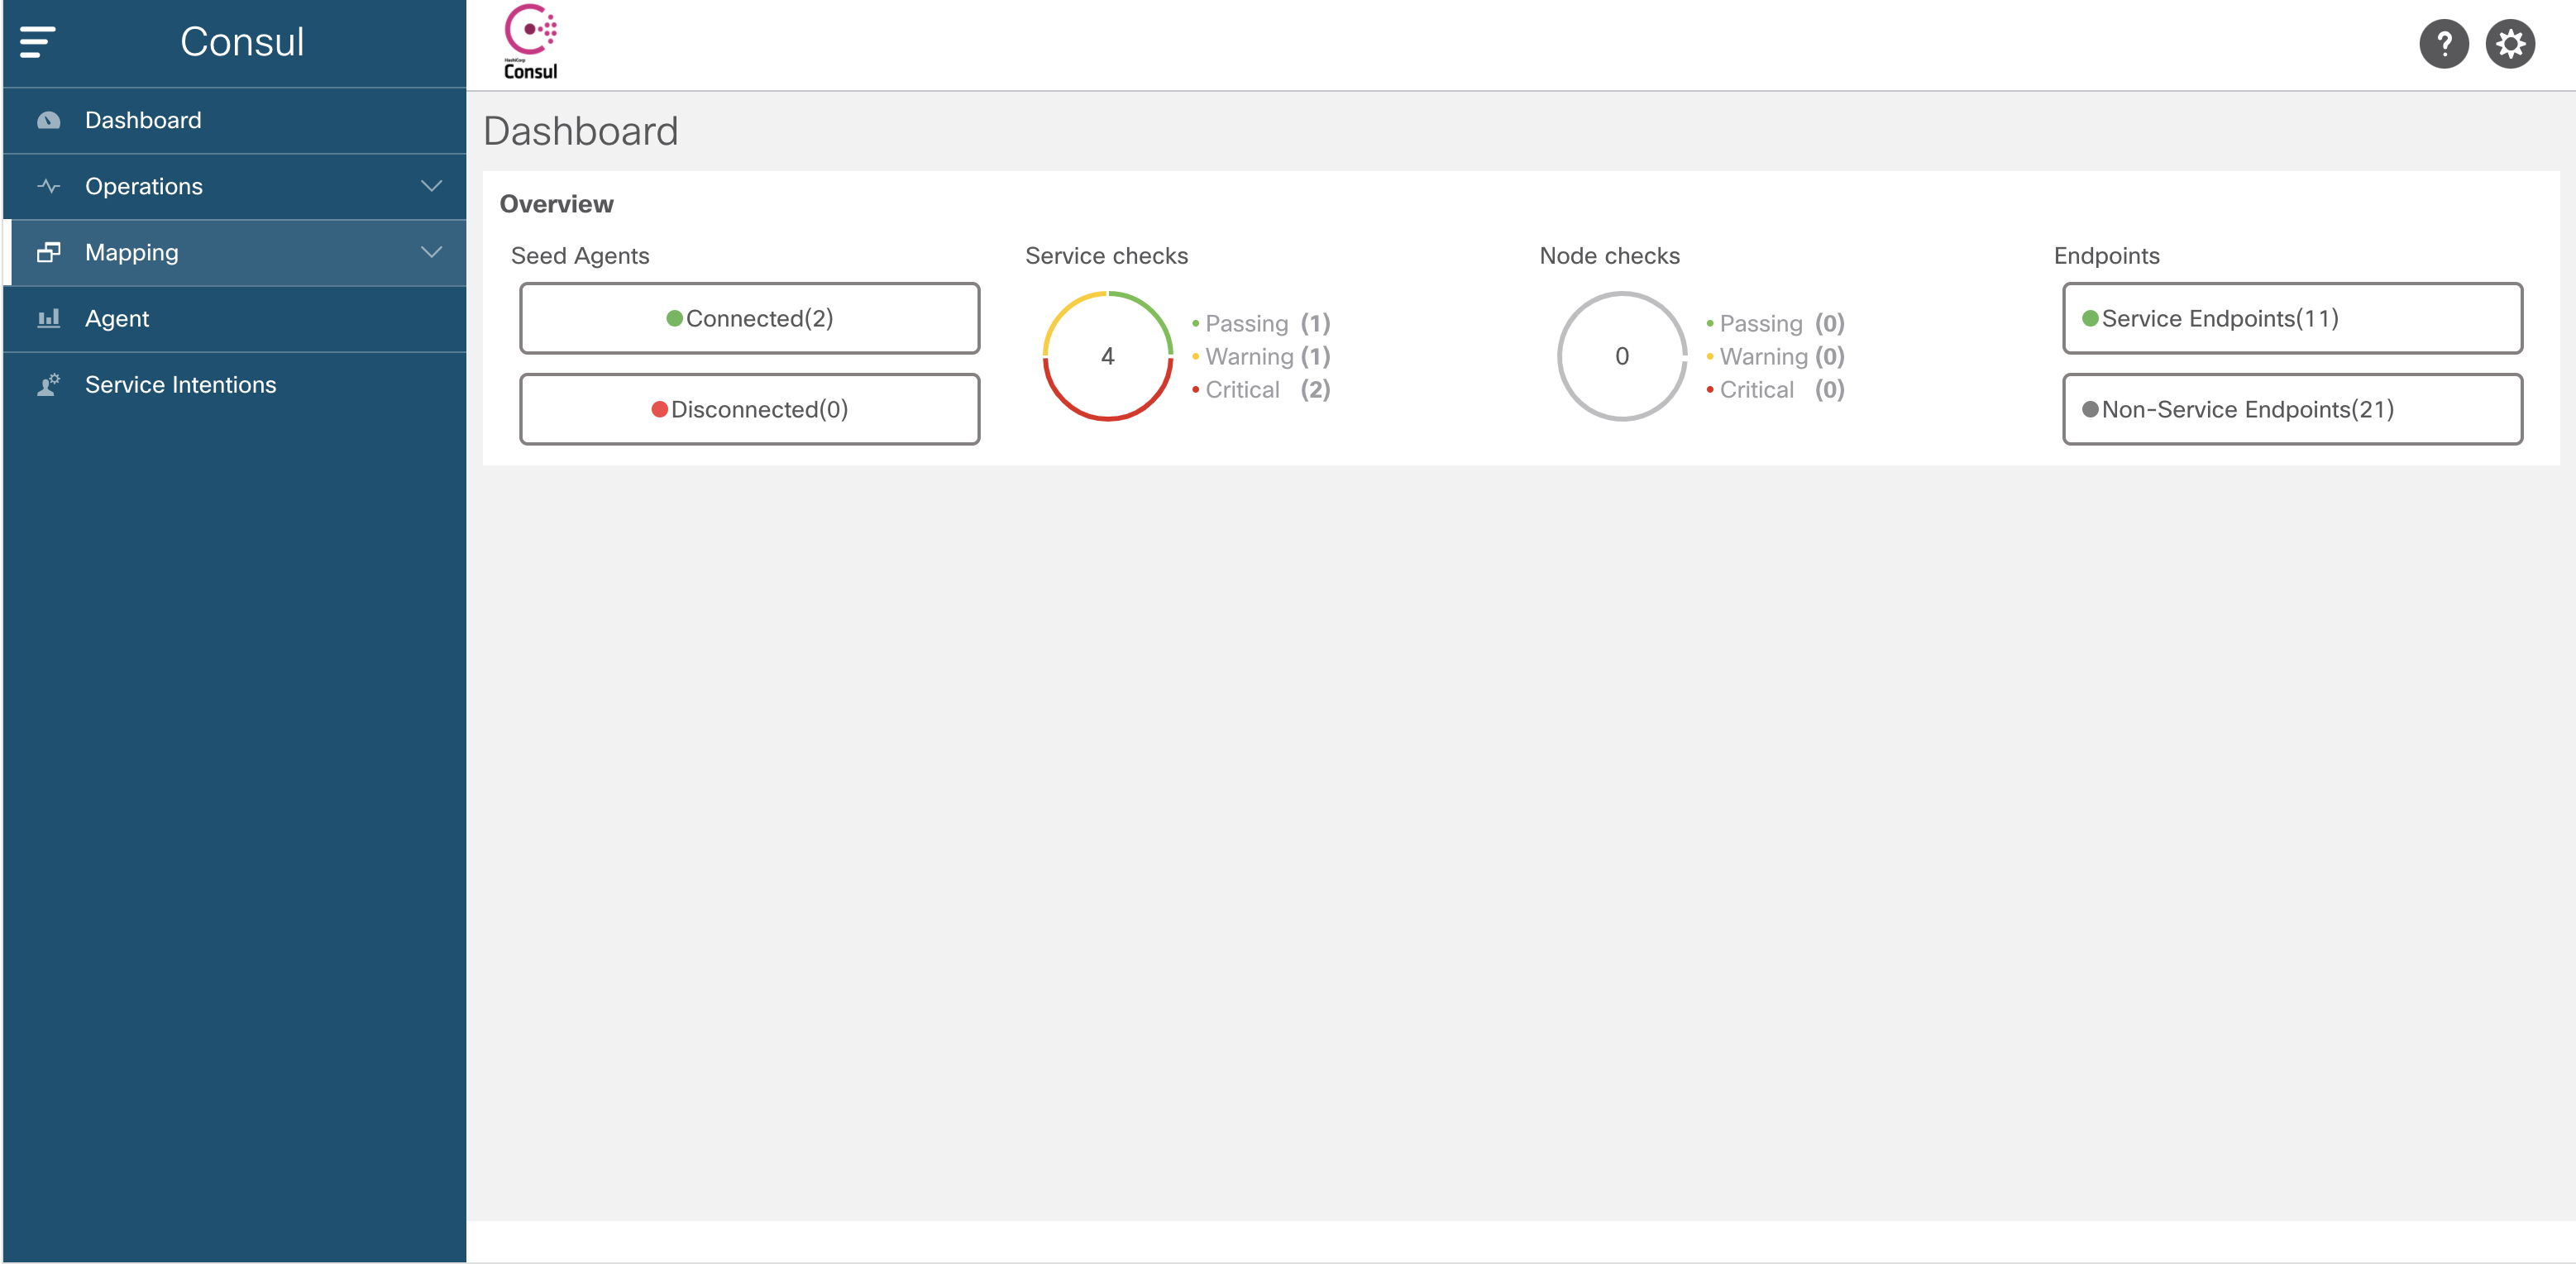 Consul
Dashboard
Operations
Mapping
Agent
Service Intentions
HashiCorp
Consul
?
Dashboard
Overview
Seed Agents
Connected(2)
Disconnected(0)
Service checks
4
Passing (1)
Warning (1)
Critical (2)
Node checks
0
Passing (0)
Warning (0)
Critical (0)
Endpoints
Service Endpoints(11)
Non-Service Endpoints(21)